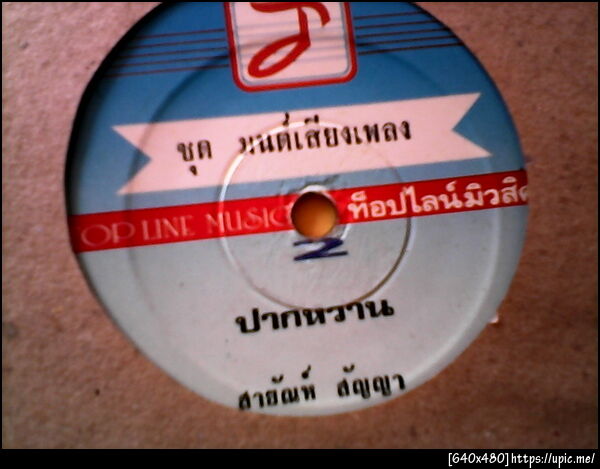 ชุด มนต์เสียงเพลง
OP LINE MUSIC ท็อปไลน์มิวสิค
N
ปากหวาน
สายัณห์ สัญญา
[640x480]https://upic.me/